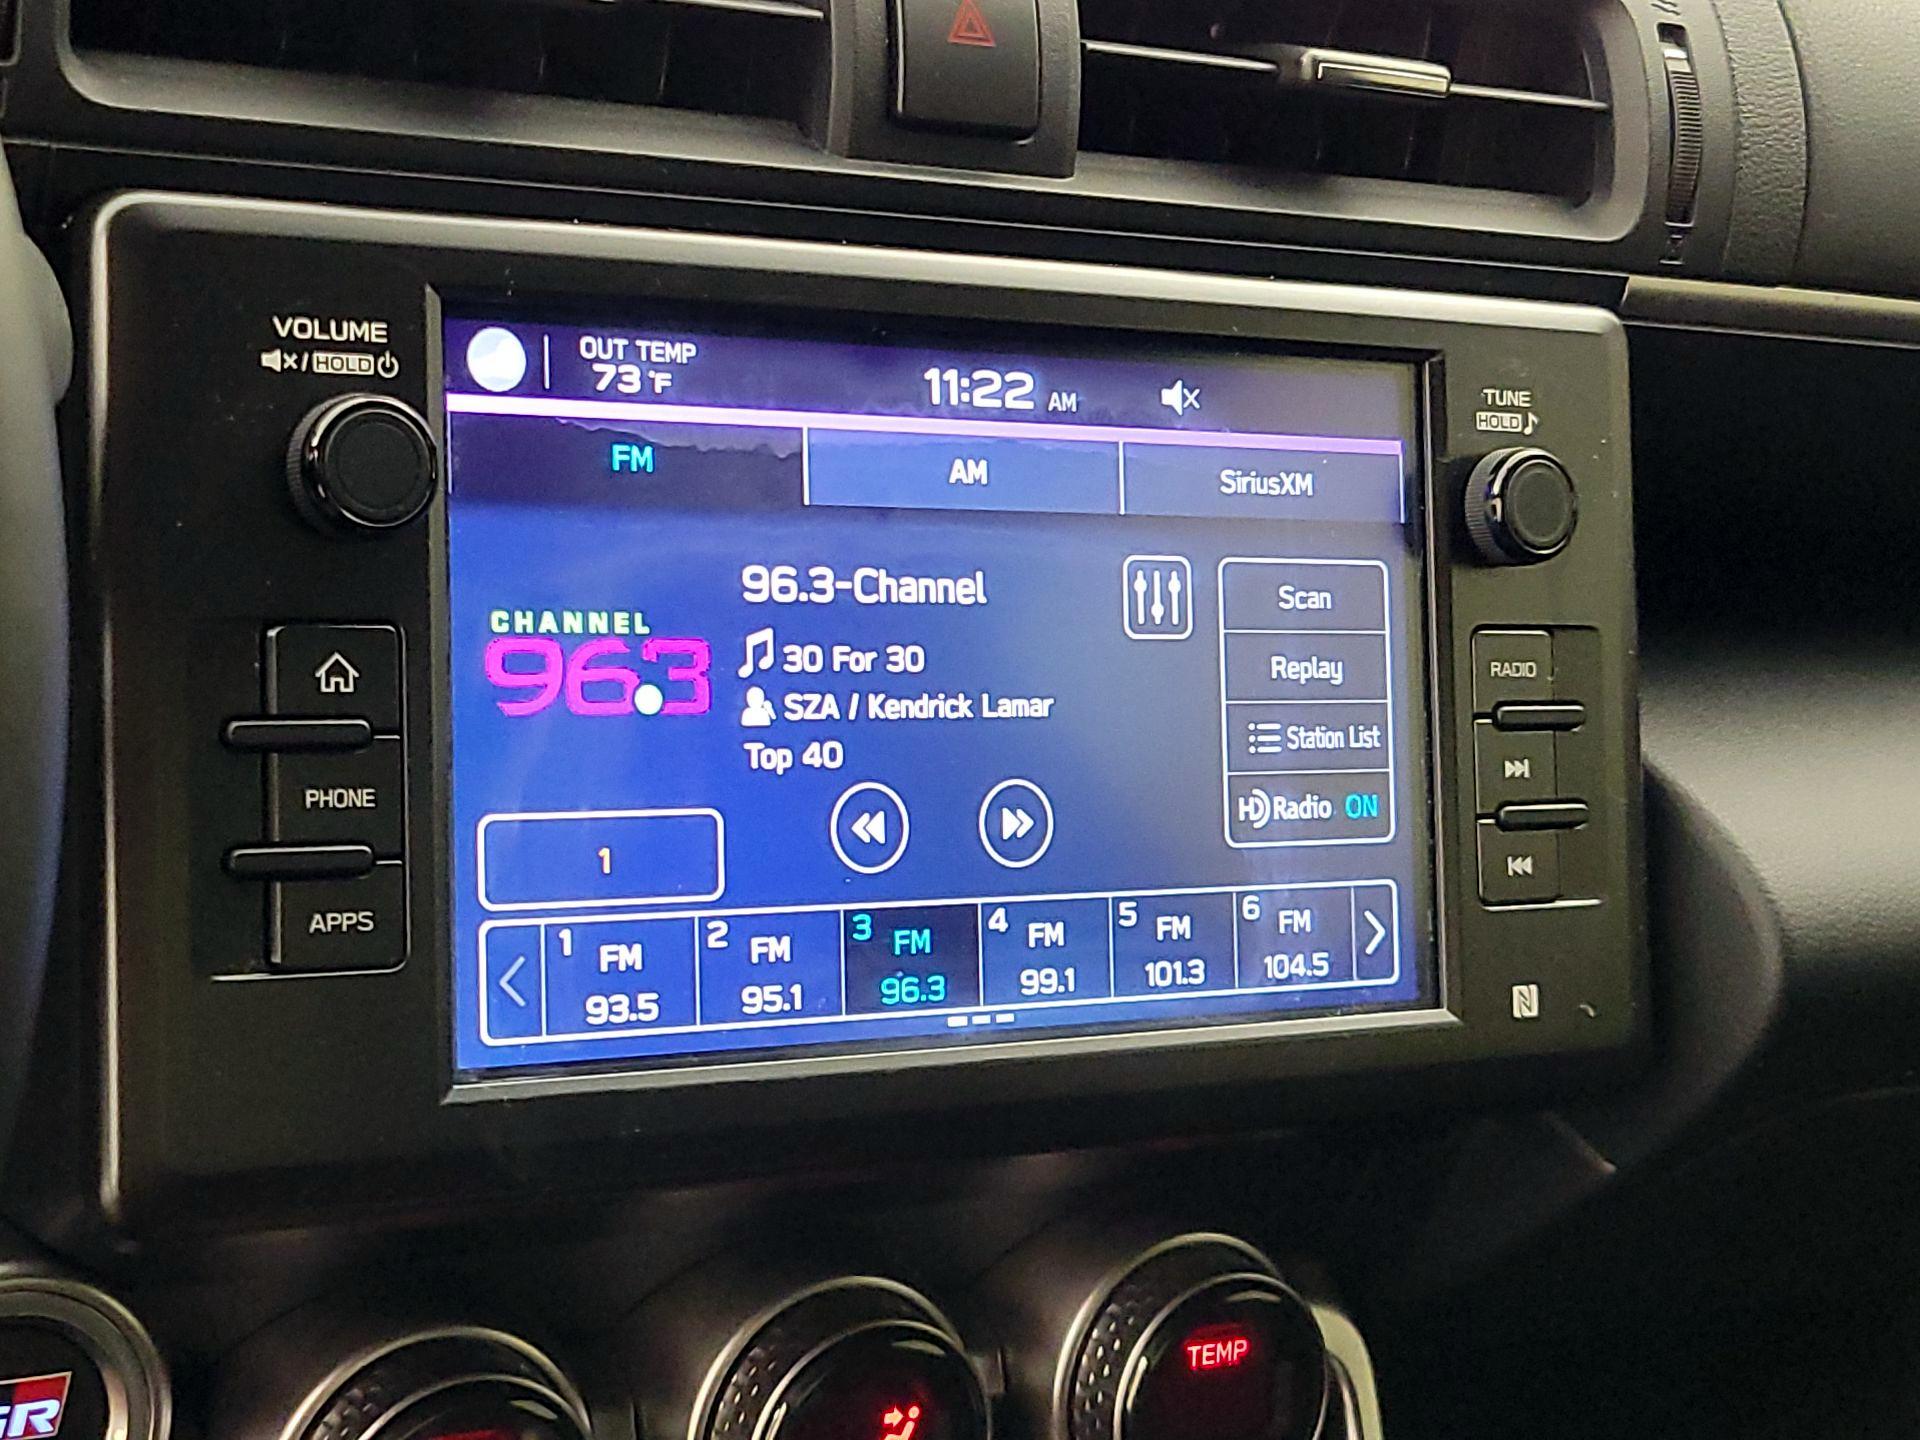 VOLUME
/ HOLD
OUT TEMP
73 °F
11:22 AM
TUNE
HOLD
FM
AM
SiriusXM
96.3-Channel
CHANNEL
96.3
30 For 30
SZA / Kendrick Lamar
Top 40
Scan
Replay
Station List
HD Radio ON
RADIO
PHONE
APPS
1
1 FM 93.5
2 FM 95.1
3 FM 96.3
4 FM 99.1
5 FM 101.3
6 FM 104.5
N
TEMP
GR